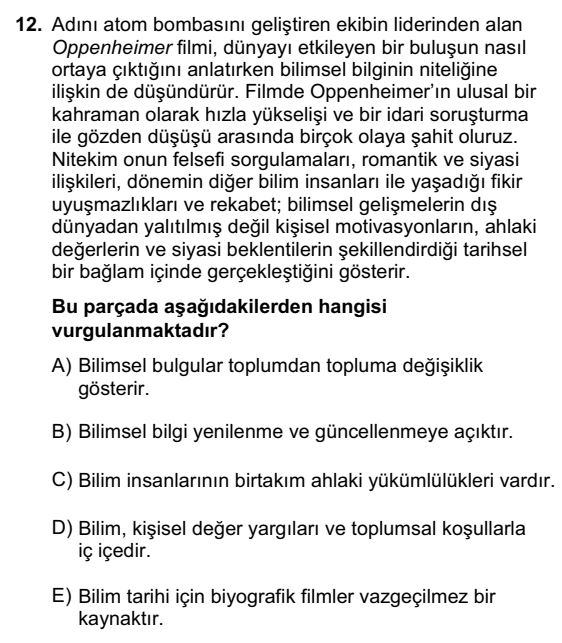 12. Adını atom bombasını geliştiren ekibin liderinden alan
Oppenheimer filmi, dünyayı etkileyen bir buluşun nasıl
ortaya çıktığını anlatırken bilimsel bilginin niteliğine
ilişkin de düşündürür. Filmde Oppenheimer'ın ulusal bir
kahraman olarak hızla yükselişi ve bir idari soruşturma
ile gözden düşüşü arasında birçok olaya şahit oluruz.
Nitekim onun felsefi sorgulamaları, romantik ve siyasi
ilişkileri, dönemin diğer bilim insanları ile yaşadığı fikir
uyuşmazlıkları ve rekabet; bilimsel gelişmelerin dış
dünyadan yalıtılmış değil kişisel motivasyonların, ahlaki
değerlerin ve siyasi beklentilerin şekillendirdiği tarihsel
bir bağlam içinde gerçekleştiğini gösterir.
Bu parçada aşağıdakilerden hangisi
vurgulanmaktadır?
A) Bilimsel bulgular toplumdan topluma değişiklik
gösterir.
B) Bilimsel bilgi yenilenme ve güncellenmeye açıktır.
C) Bilim insanlarının birtakım ahlaki yükümlülükleri vardır.
D) Bilim, kişisel değer yargıları ve toplumsal koşullarla
iç içedir.
E) Bilim tarihi için biyografik filmler vazgeçilmez bir
kaynaktır.